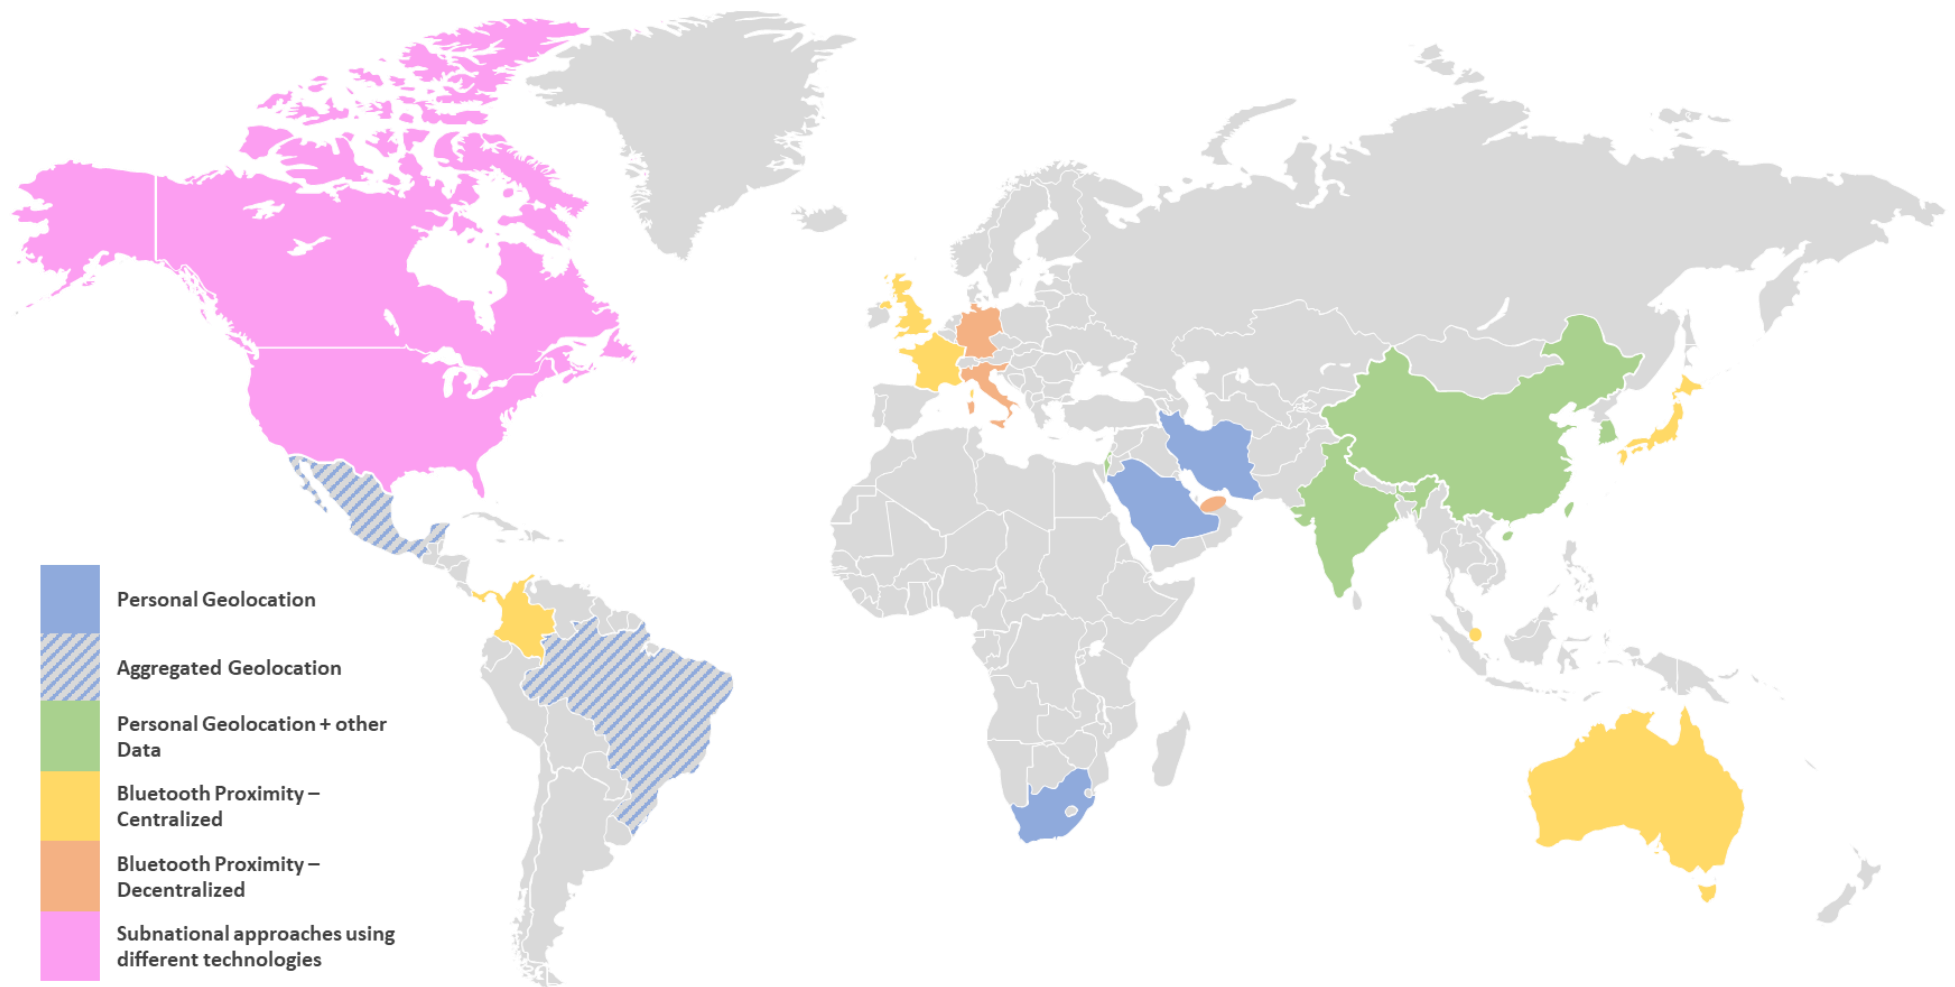 Personal Geolocation
Aggregated Geolocation
Personal Geolocation + other
Data
Bluetooth Proximity –
Centralized
Bluetooth Proximity –
Decentralized
Subnational approaches using
different technologies